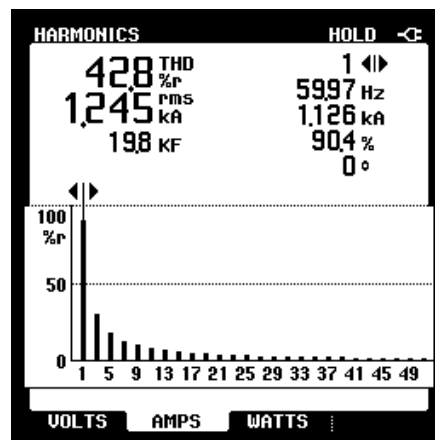 HARMONICS HOLD
42.8 THD %r
1.245 rms kA
19.8 KF
1
59.97 Hz
1.126 kA
90.4 %
0 °
100
%r
50
0
1 5 9 13 17 21 25 29 33 37 41 45 49
VOLTS AMPS WATTS